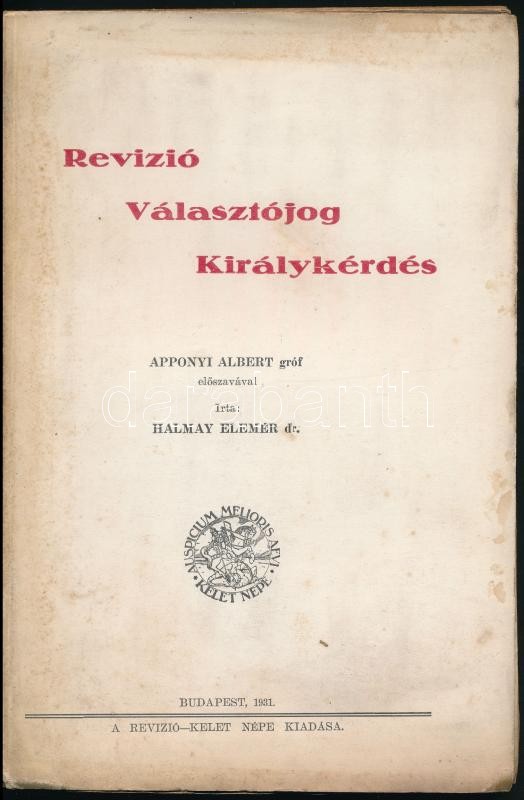 Revizió
Választójog
Királykérdés
APPONYI ALBERT gróf
előszavával
írta:
HALMAY ELEMÉR dr.
darabanth
AUSPICIUM MELIORIS AEVI
• KELET NÉPE •
BUDAPEST, 1931.
A REVIZIÓ—KELET NÉPE KIADÁSA.